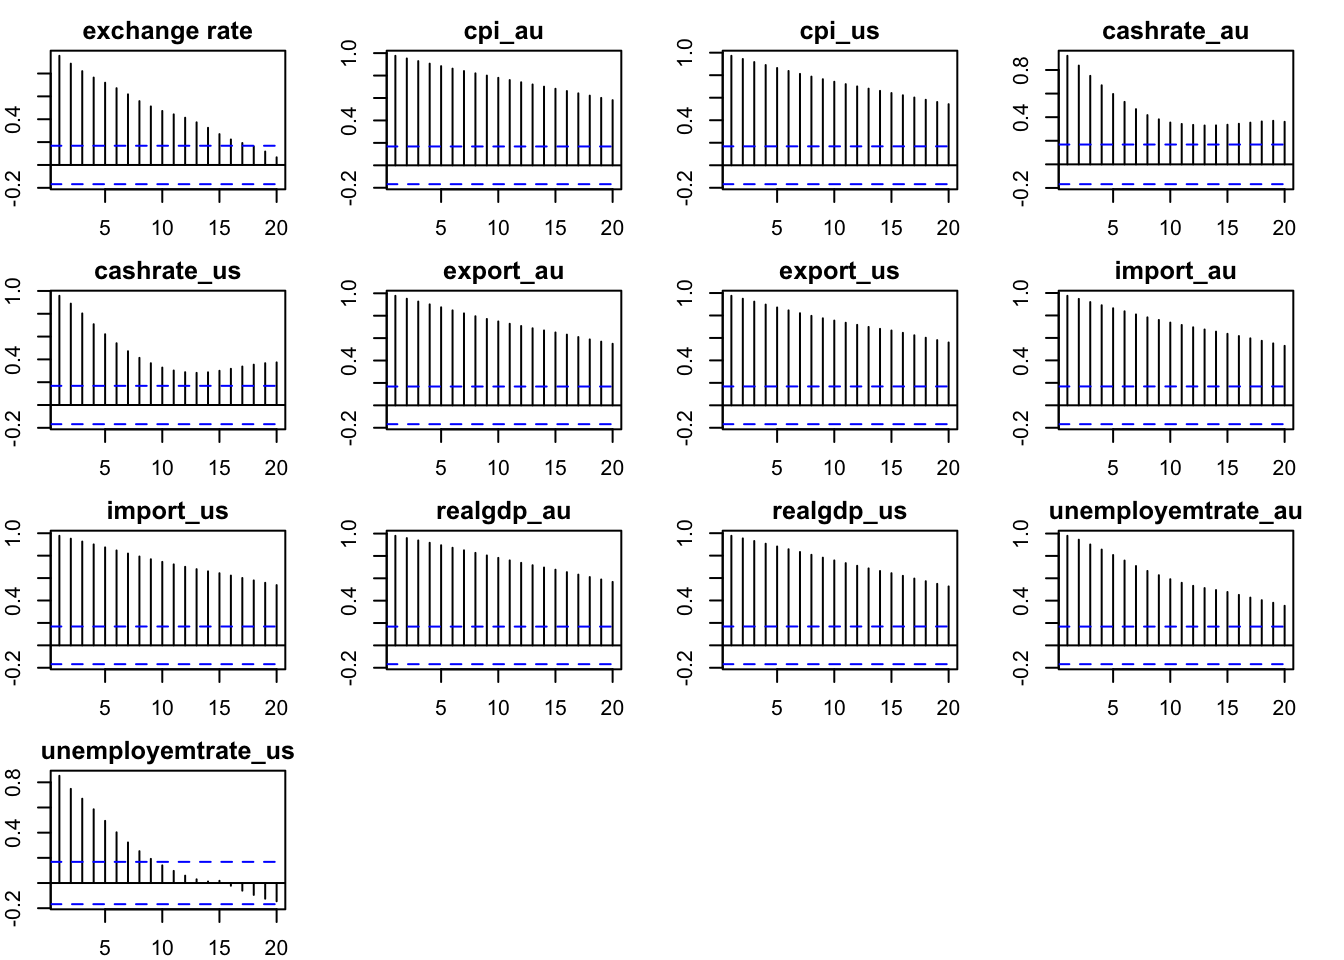 exchange rate cpi_au cpi_us cashrate_au
0.4 -0.2 1.0 0.4 -0.2 1.0 0.4 -0.2 0.8 0.4 -0.2
5 10 15 20 5 10 15 20 5 10 15 20 5 10 15 20
cashrate_us export_au export_us import_au
1.0 0.4 -0.2 1.0 0.4 -0.2 1.0 0.4 -0.2 1.0 0.4 -0.2
5 10 15 20 5 10 15 20 5 10 15 20 5 10 15 20
import_us realgdp_au realgdp_us unemployemtrate_au
1.0 0.4 -0.2 1.0 0.4 -0.2 1.0 0.4 -0.2 1.0 0.4 -0.2
5 10 15 20 5 10 15 20 5 10 15 20 5 10 15 20
unemployemtrate_us
0.8 0.4 -0.2
5 10 15 20